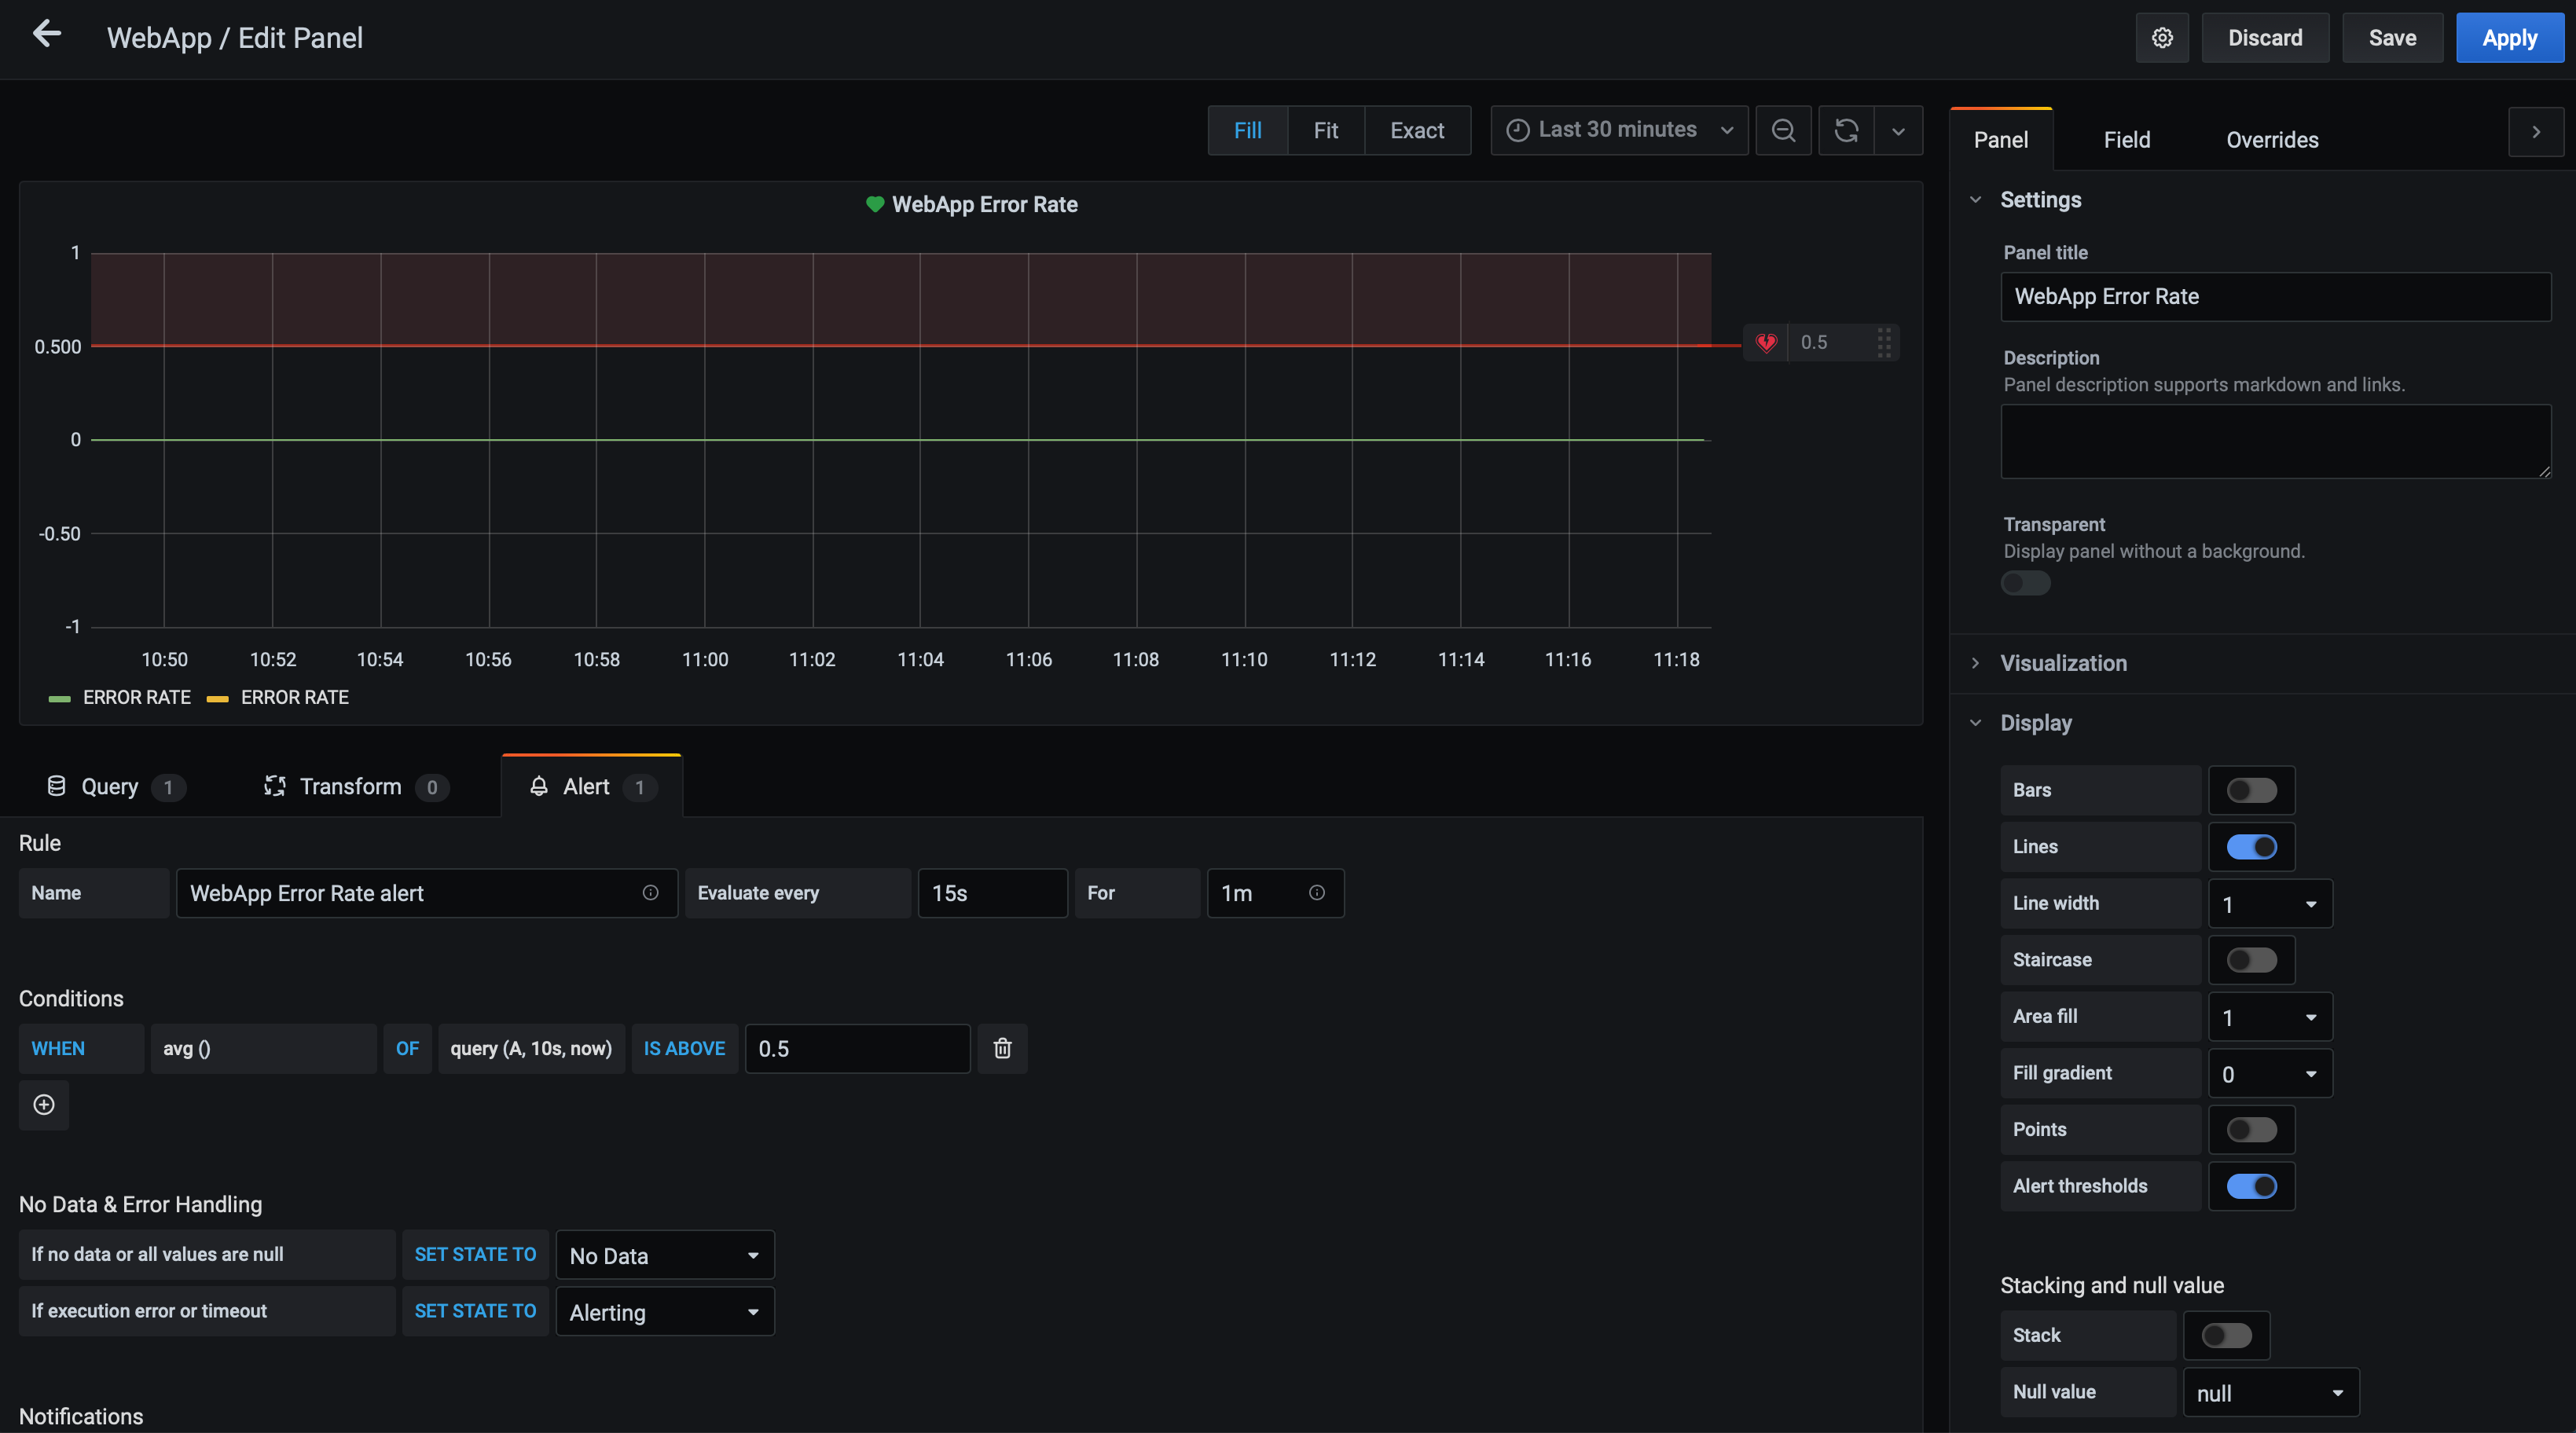 WebApp / Edit Panel
Discard
Save
Apply
Fill
Fit
Exact
Last 30 minutes
WebApp Error Rate
1
0.500
0
-0.50
-1
0.5
10:50
10:52
10:54
10:56
10:58
11:00
11:02
11:04
11:06
11:08
11:10
11:12
11:14
11:16
11:18
ERROR RATE
ERROR RATE
Query 1
Transform 0
Alert 1
Rule
Name
WebApp Error Rate alert
Evaluate every
15s
For
1m
Conditions
WHEN
avg ()
OF
query (A, 10s, now)
IS ABOVE
0.5
No Data & Error Handling
If no data or all values are null
SET STATE TO
No Data
If execution error or timeout
SET STATE TO
Alerting
Notifications
Panel
Field
Overrides
Settings
Panel title
WebApp Error Rate
Description
Panel description supports markdown and links.
Transparent
Display panel without a background.
Visualization
Display
Bars
Lines
Line width
1
Staircase
Area fill
1
Fill gradient
0
Points
Alert thresholds
Stacking and null value
Stack
Null value
null